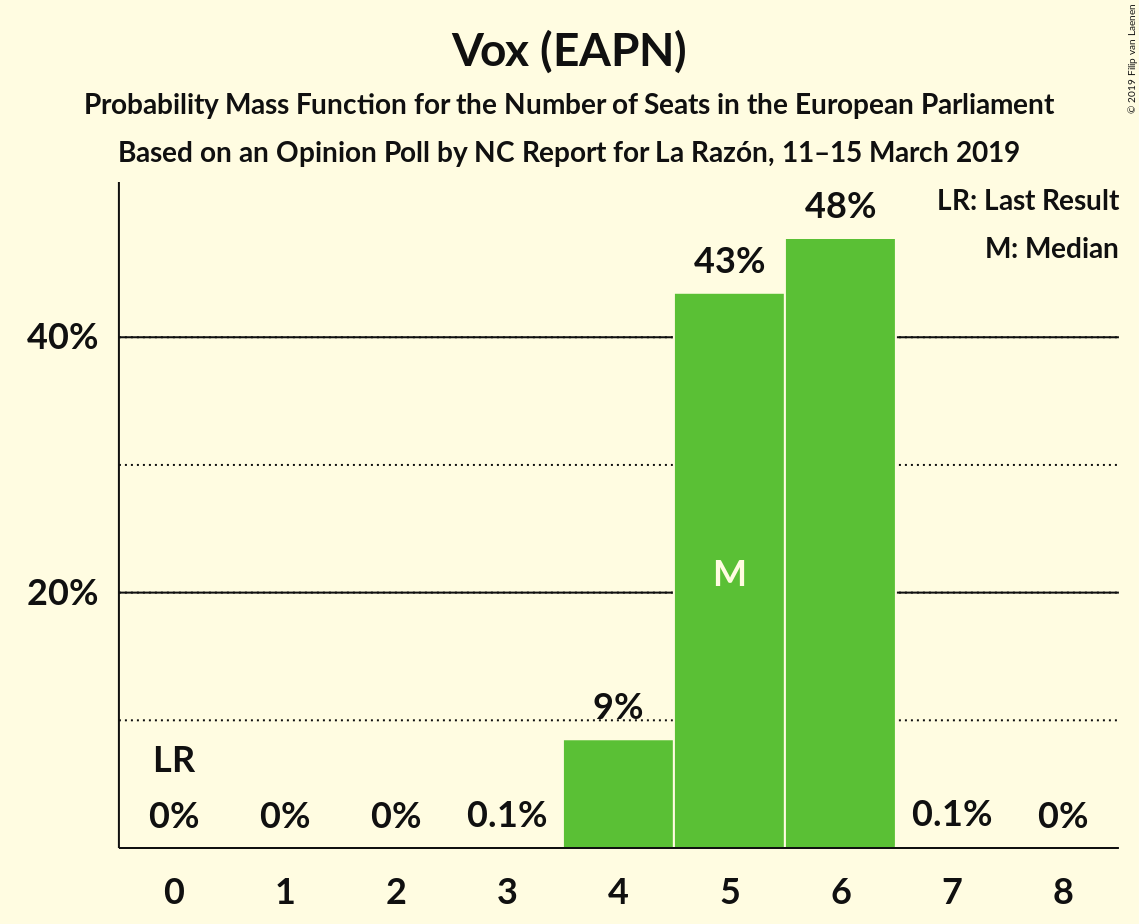 Vox (EAPN)
Probability Mass Function for the Number of Seats in the European Parliament
Based on an Opinion Poll by NC Report for La Razón, 11–15 March 2019
© 2019 Filip van Laenen
LR: Last Result
M: Median
48%
43%
40%
M
20%
9%
LR
0%
0%
0%
0.1%
0.1%
0%
0
1
2
3
4
5
6
7
8